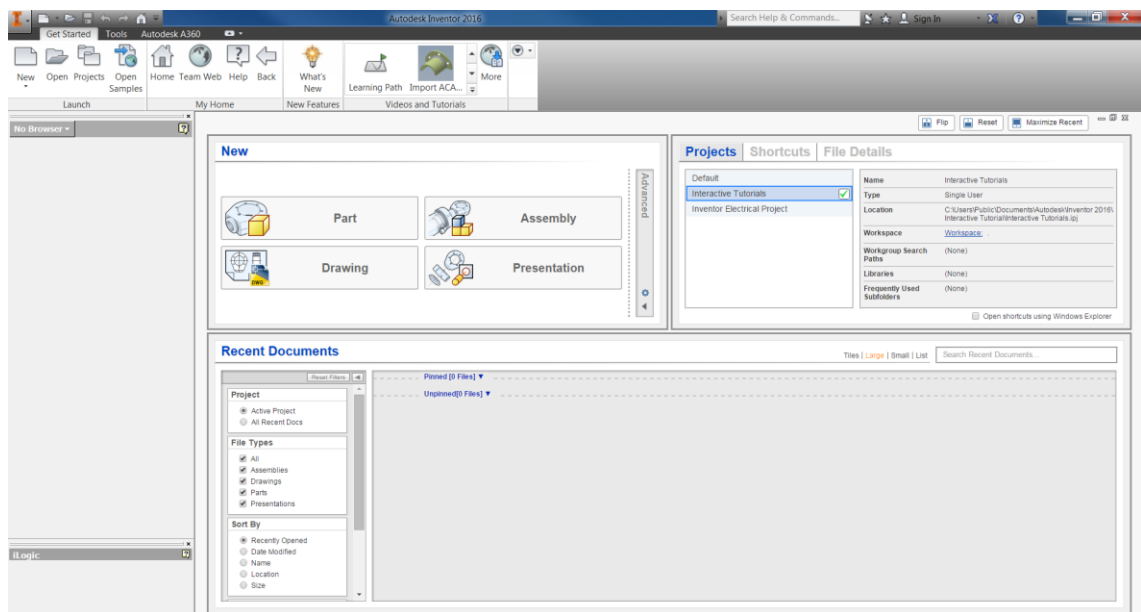 Autodesk Inventor 2016
Search Help & Commands...
Sign In
Get Started Tools Autodesk A360
New Open Projects Open Samples Home Team Web Help Back What's New Learning Path Import ACA... More
Launch My Home New Features Videos and Tutorials
No Browser
Flip Reset Maximize Recent
New
Part Assembly
Drawing Presentation
DWG
Advanced
Projects Shortcuts File Details
Default
Interactive Tutorials
Inventor Electrical Project
Name Interactive Tutorials
Type Single User
Location C:\Users\Public\Documents\Autodesk\Inventor 2016\
Interactive Tutorial\Interactive Tutorials.ipj
Workspace Workspace: .
Workgroup Search Paths (None)
Libraries (None)
Frequently Used Subfolders (None)
Open shortcuts using Windows Explorer
Recent Documents
Tiles | Large | Small | List Search Recent Documents...
Reset Filters
Pinned [0 Files]
Unpinned[0 Files]
Project
Active Project
All Recent Docs
File Types
All
Assemblies
Drawings
Parts
Presentations
Sort By
Recently Opened
Date Modified
Name
Location
Size
iLogic